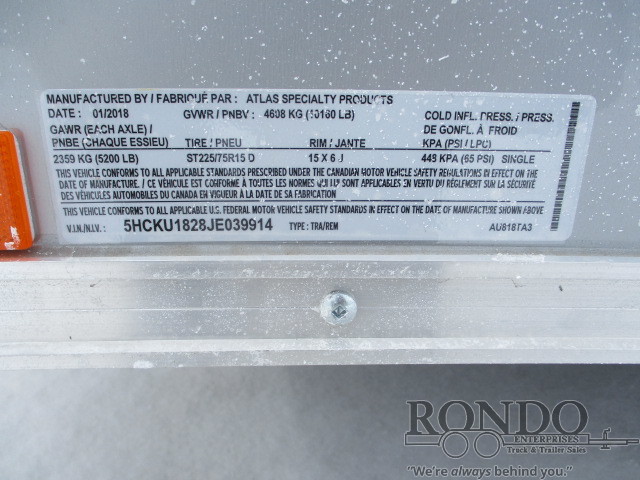 MANUFACTURED BY / FABRIQUÉ PAR : ATLAS SPECIALTY PRODUCTS
DATE : 01/2018 GVWR / PNBV : 4608 KG (10160 LB) COLD INFL. PRESS. / PRESS.
GAWR (EACH AXLE) / DE GONFL. À FROID
PNBE (CHAQUE ESSIEU) TIRE / PNEU RIM / JANTE KPA (PSI / LPC)
2359 KG (5200 LB) ST225/75R15 D 15 X 6 J 449 KPA (65 PSI) SINGLE
THIS VEHICLE CONFORMS TO ALL STANDARDS PRESCRIBED UNDER THE CANADIAN MOTOR VEHICLE SAFETY REGULATIONS IN
EFFECT ON THE DATE OF MANUFACTURE / CE VÉHICULE EST CONFORME À TOUTES LES NORMES QUI LUI SONT APPLICABLES EN VERTU DU RÈGLEMENT SUR LA SÉCURITÉ
DES VÉHICULES AUTOMOBILES DU CANADA EN VIGUEUR À LA DATE DE SA FABRICATION
THIS VEHICLE CONFORMS TO ALL APPLICABLE U.S. FEDERAL MOTOR VEHICLE SAFETY STANDARDS IN EFFECT ON THE DATE OF MANUFACTURE SHOWN ABOVE.
V.I.N./N.I.V.: 5HCKU1828JE039914 TYPE: TRA/REM AU818TA3
RONDO
ENTERPRISES
Truck & Trailer Sales
"We're always behind you."